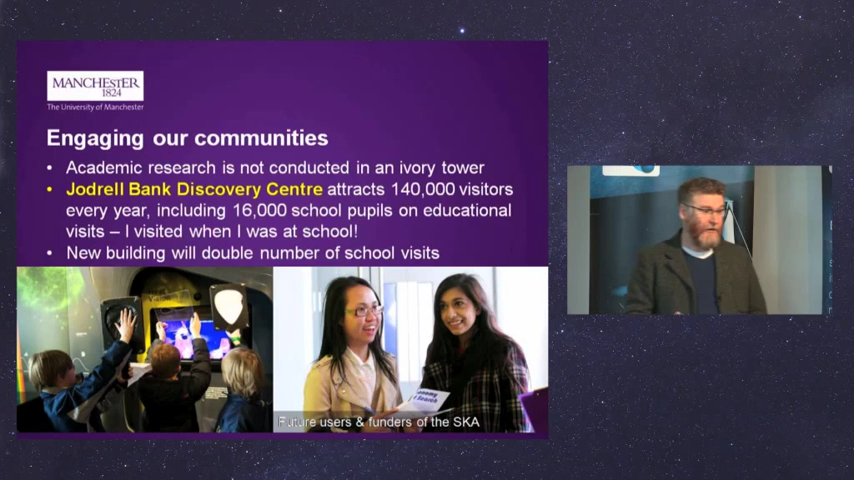 MANCHESTER
1824
The University of Manchester
Engaging our communities
• Academic research is not conducted in an ivory tower
• Jodrell Bank Discovery Centre attracts 140,000 visitors
every year, including 16,000 school pupils on educational
visits – I visited when I was at school!
• New building will double number of school visits
Future users & funders of the SKA